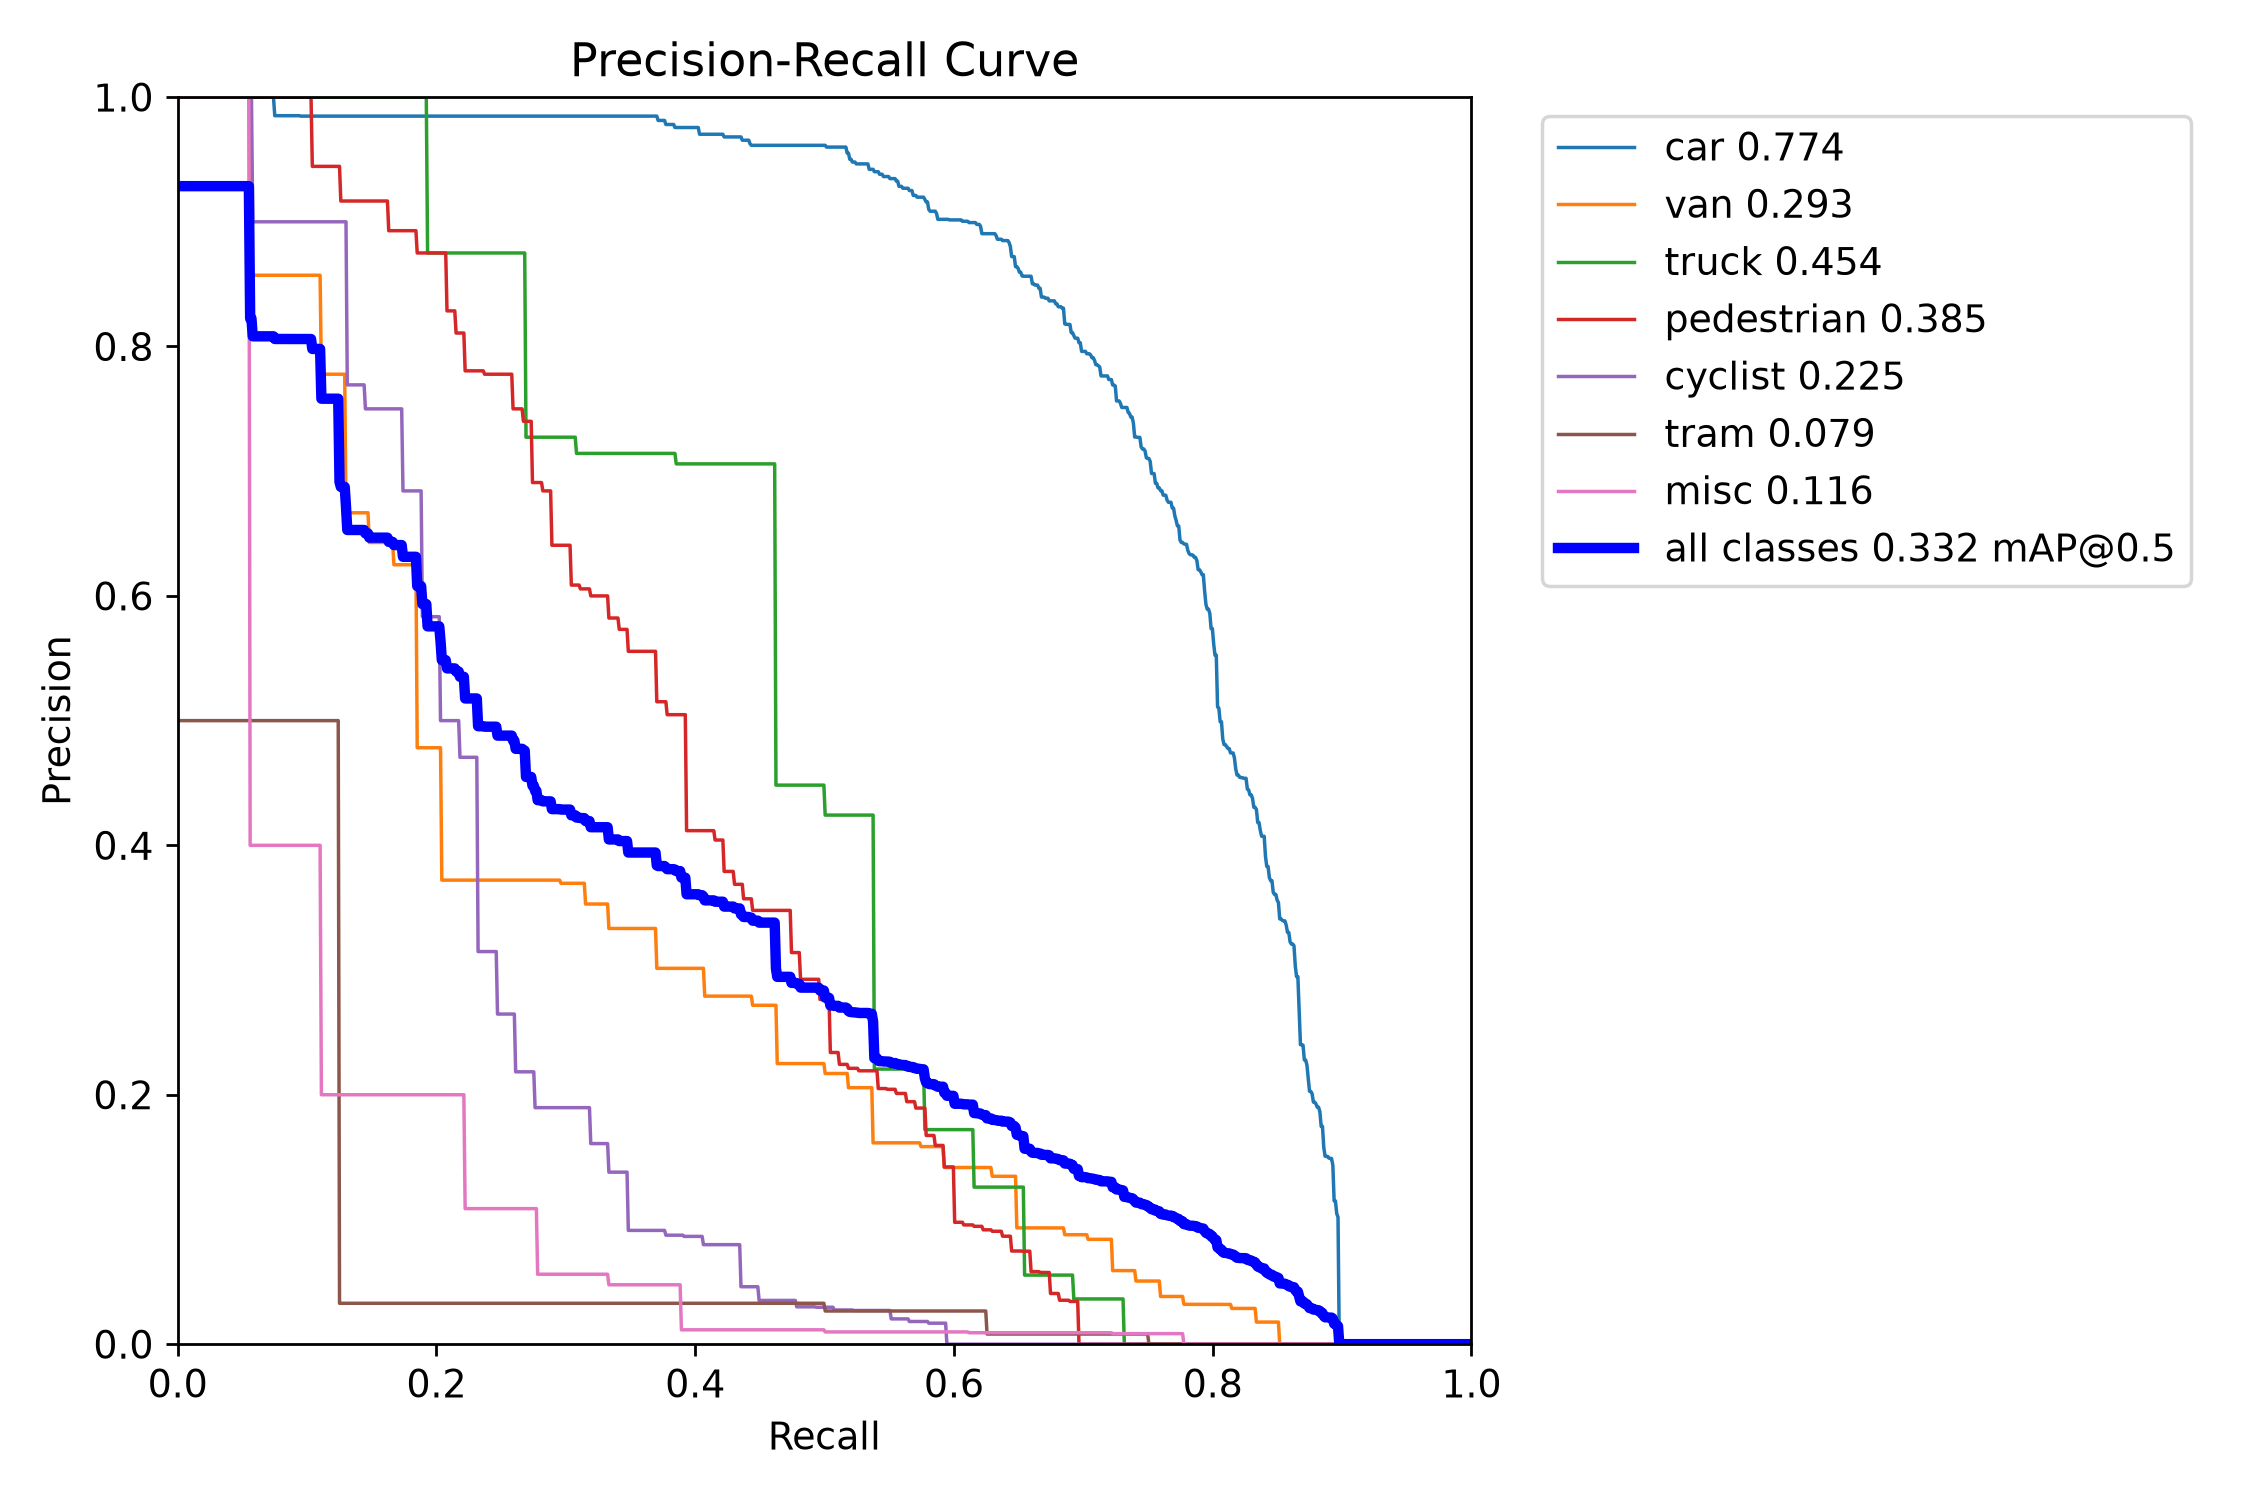 Precision-Recall Curve
1.0
0.8
0.6
0.4
0.2
0.0
Precision
0.0 0.2 0.4 0.6 0.8 1.0
Recall
car 0.774
van 0.293
truck 0.454
pedestrian 0.385
cyclist 0.225
tram 0.079
misc 0.116
all classes 0.332 mAP@0.5